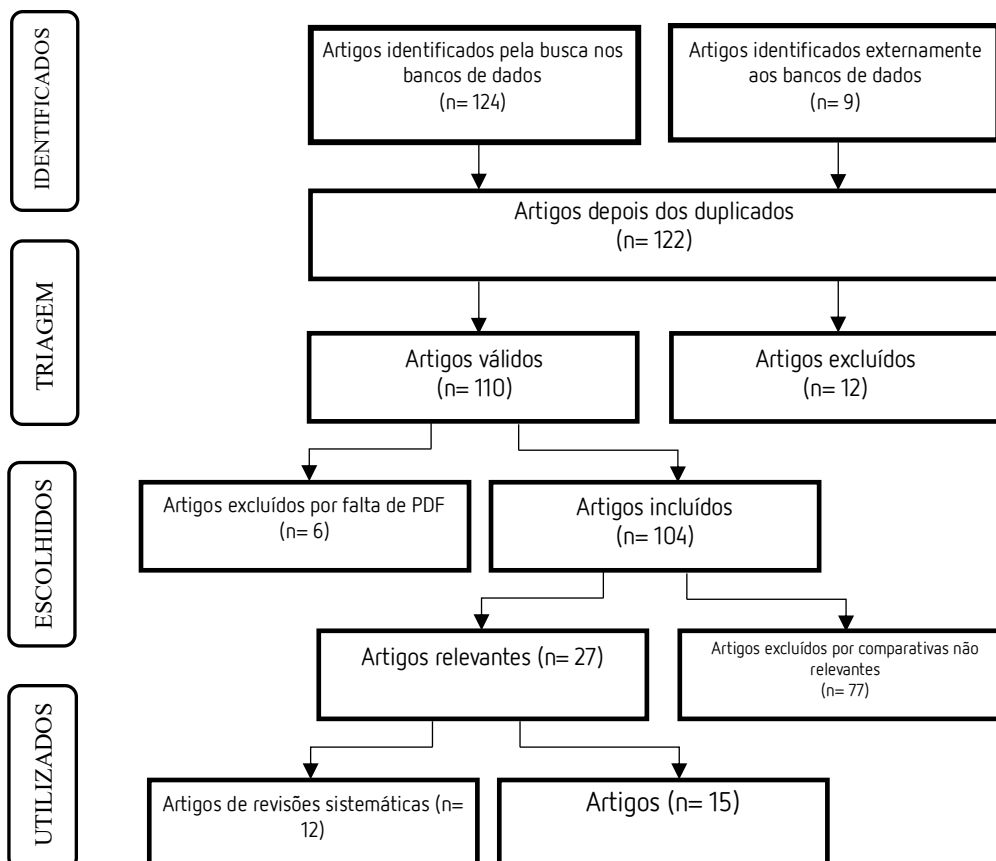 IDENTIFICADOS
Artigos identificados pela busca nos
bancos de dados
(n= 124)
Artigos identificados externamente
aos bancos de dados
(n= 9)
Artigos depois dos duplicados
(n= 122)
TRIAGEM
Artigos válidos
(n= 110)
Artigos excluídos
(n= 12)
ESCOLHIDOS
Artigos excluídos por falta de PDF
(n= 6)
Artigos incluídos
(n= 104)
Artigos relevantes (n= 27)
Artigos excluídos por comparativas não
relevantes
(n= 77)
UTILIZADOS
Artigos de revisões sistemáticas (n=
12)
Artigos (n= 15)